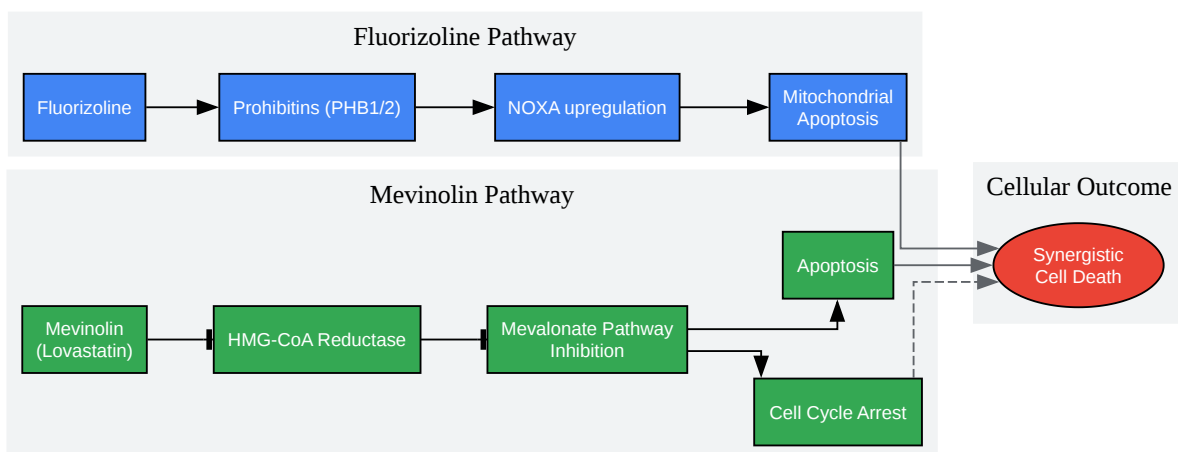 Fluorizoline Pathway
Fluorizoline
Prohibitins (PHB1/2)
NOXA upregulation
Mitochondrial
Apoptosis
Mevinolin Pathway
Cellular Outcome
Apoptosis
Synergistic
Cell Death
Mevinolin
(Lovastatin)
HMG-CoA Reductase
Mevalonate Pathway
Inhibition
Cell Cycle Arrest